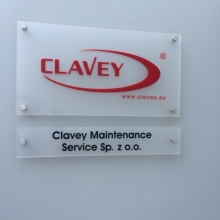 CLAVEY®
www.clavey.eu
Clavey Maintenance
Service Sp. z o.o.